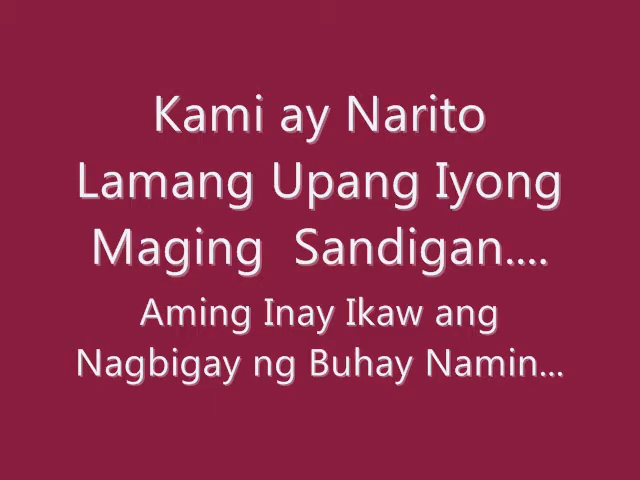 Kami ay Narito
Lamang Upang Iyong
Maging  Sandigan....
Aming Inay Ikaw ang
Nagbigay ng Buhay Namin...